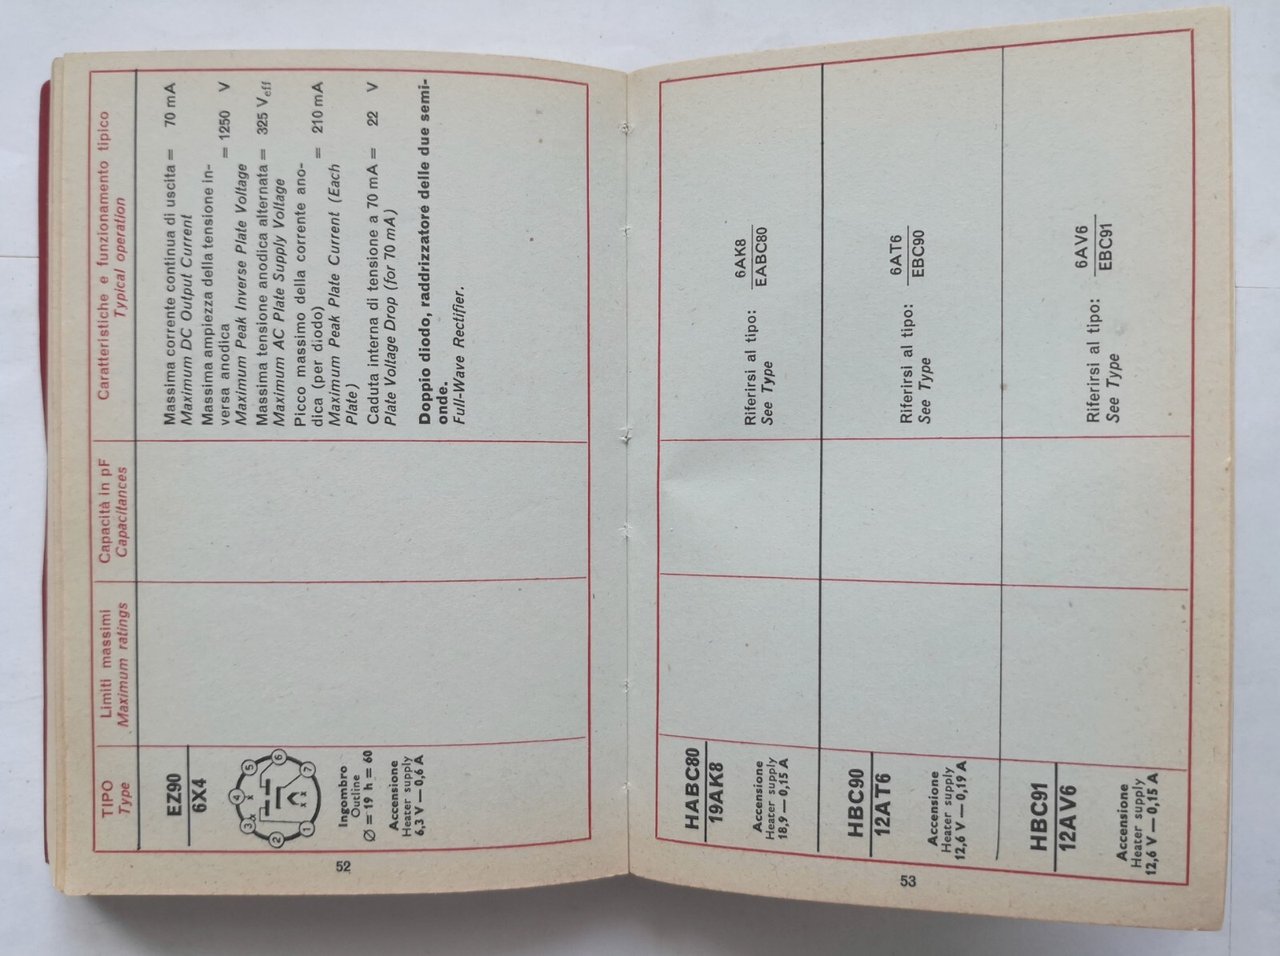 TIPO
Type
Limiti massimi
Maximum ratings
Capacità in pF
Capacitances
Caratteristiche e funzionamento tipico
Typical operation
EZ90
6X4
1
2
3
4
5
6
7
Ingombro
Outline
Ø = 19 h = 60
Accensione
Heater supply
6,3 V — 0,6 A
Massima corrente continua di uscita = 70 mA
Maximum DC Output Current
Massima ampiezza della tensione in-
versa anodica = 1250 V
Maximum Peak Inverse Plate Voltage
Massima tensione anodica alternata = 325 Veff
Maximum AC Plate Supply Voltage
Picco massimo della corrente ano-
dica (per diodo) = 210 mA
Maximum Peak Plate Current (Each
Plate)
Caduta interna di tensione a 70 mA = 22 V
Plate Voltage Drop (for 70 mA)
Doppio diodo, raddrizzatore delle due semi-
onde.
Full-Wave Rectifier.
52
HABC80
19AK8
Accensione
Heater supply
18,9 — 0,15 A
Riferirsi al tipo: 6AK8
See Type EABC80
HBC90
12AT6
Accensione
Heater supply
12,6 V — 0,19 A
Riferirsi al tipo: 6AT6
See Type EBC90
HBC91
12AV6
Accensione
Heater supply
12,6 V — 0,15 A
Riferirsi al tipo: 6AV6
See Type EBC91
53